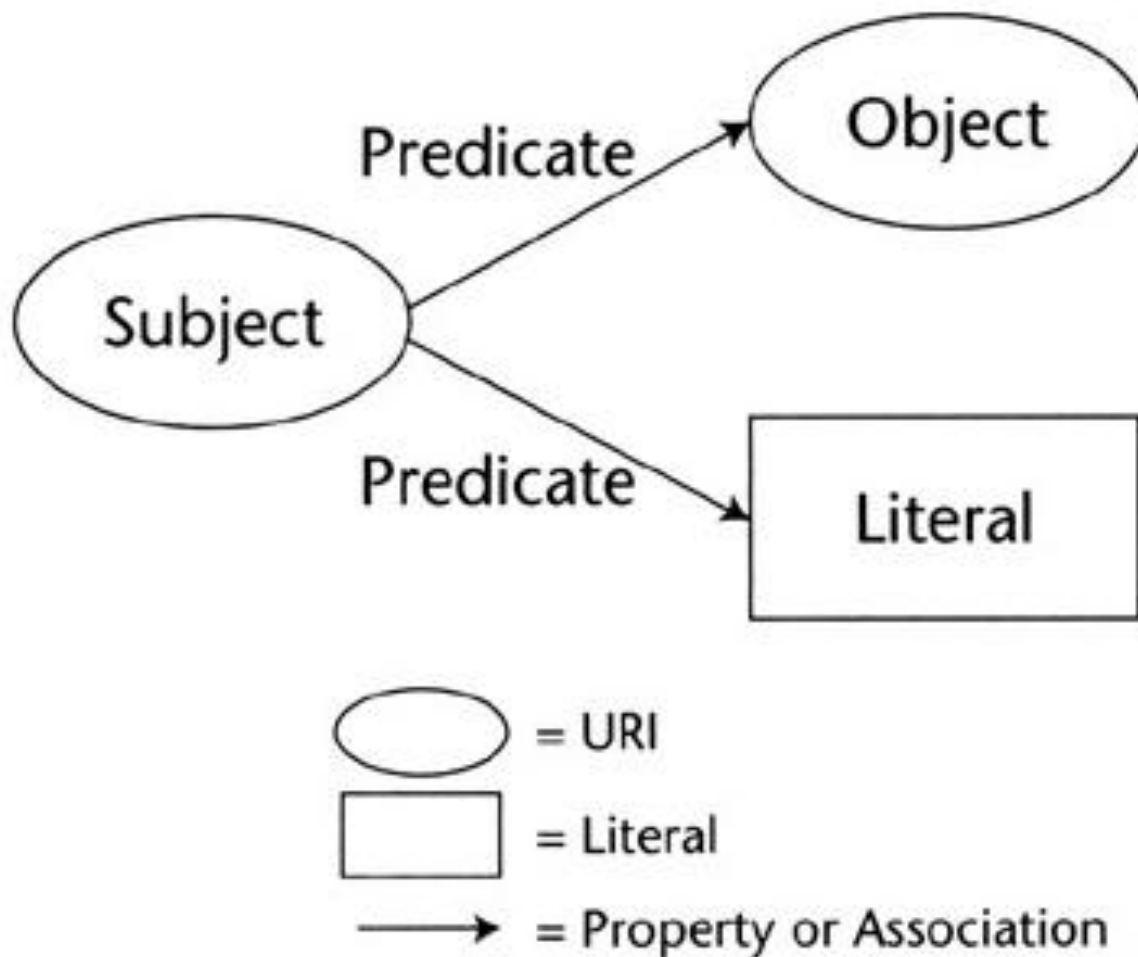 Object
Predicate
Subject
Predicate
Literal
= URI
= Literal
= Property or Association